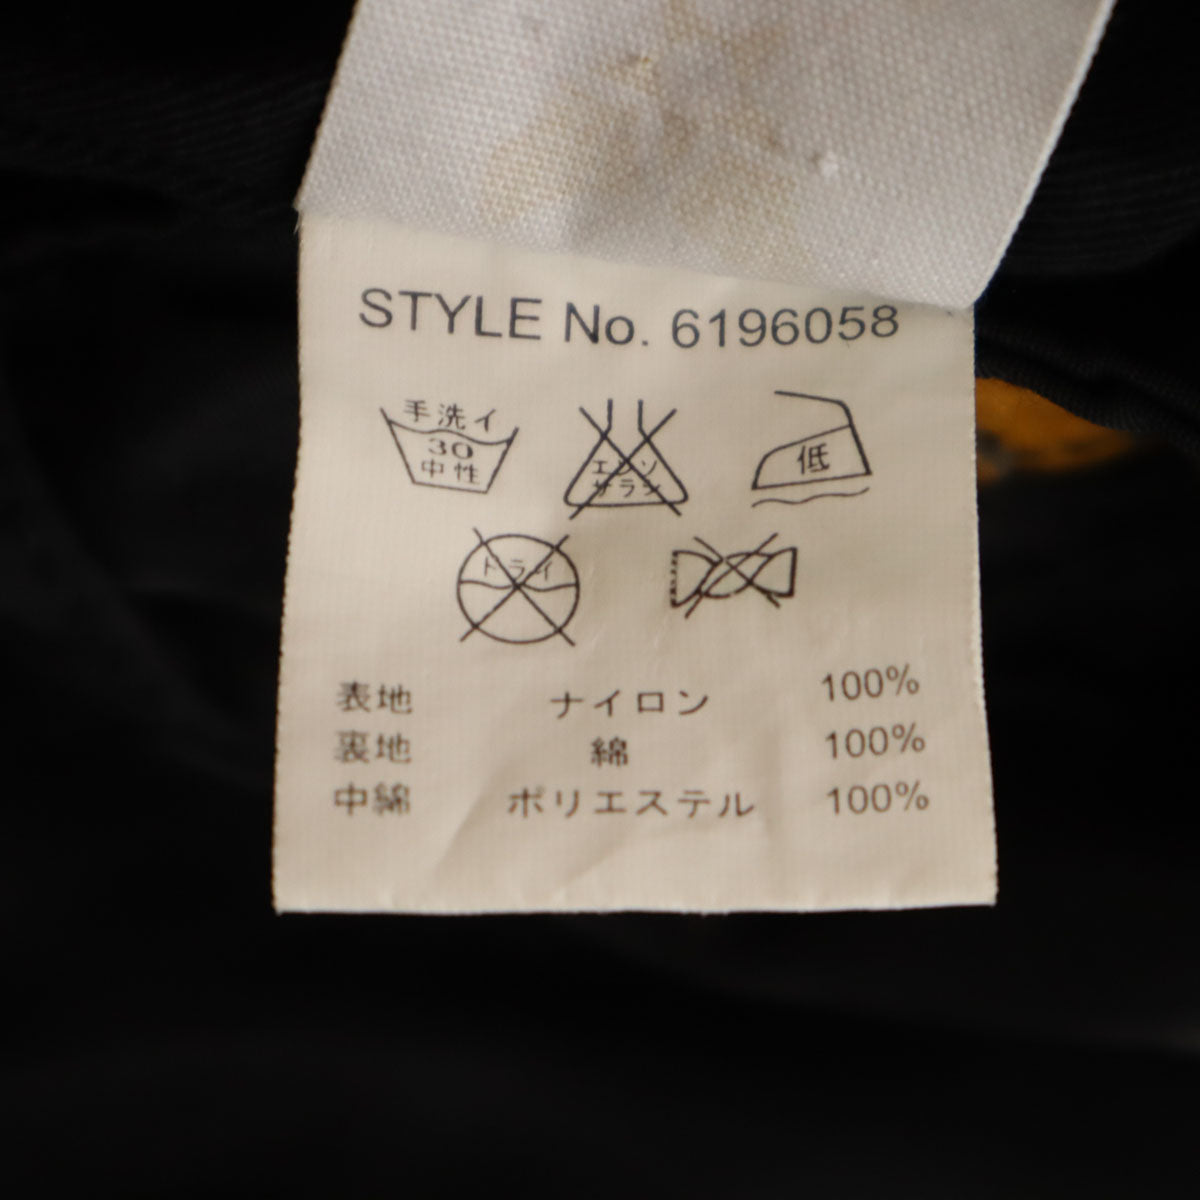 STYLE No. 6196058
手洗イ
30
中性
エンソ
サラシ
低
ドライ
表地 ナイロン 100%
裏地 綿 100%
中綿 ポリエステル 100%